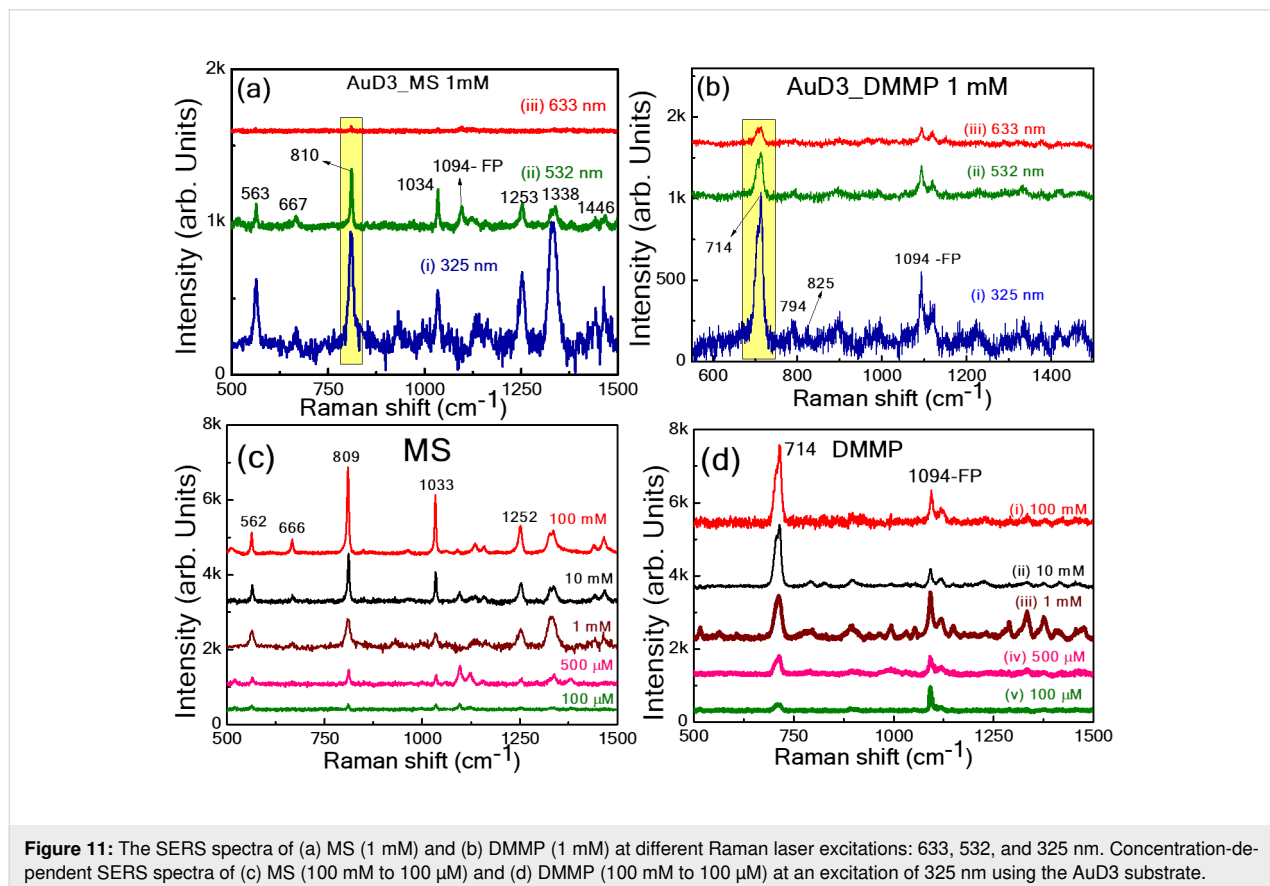 (a)
AuD3_MS 1mM
(iii) 633 nm
810
1094- FP
(ii) 532 nm
563
667
1034
1253
1338
1446
(i) 325 nm
2k
1k
0
Intensity (arb. Units)
500
750
1000
1250
1500
Raman shift (cm⁻¹)
(b)
AuD3_DMMP 1 mM
(iii) 633 nm
(ii) 532 nm
714
794
825
1094 -FP
(i) 325 nm
2k
1k
500
0
Intensity (arb. Units)
600
800
1000
1200
1400
Raman shift (cm⁻¹)
(c)
MS
809
1033
562
666
1252
100 mM
10 mM
1 mM
500 µM
100 µM
8k
6k
4k
2k
0
Intensity (arb. Units)
500
750
1000
1250
1500
Raman shift (cm⁻¹)
(d)
714
DMMP
1094-FP
(i) 100 mM
(ii) 10 mM
(iii) 1 mM
(iv) 500 µM
(v) 100 µM
8k
6k
4k
2k
0
Intensity (arb. Units)
500
750
1000
1250
1500
Raman shift (cm⁻¹)
Figure 11: The SERS spectra of (a) MS (1 mM) and (b) DMMP (1 mM) at different Raman laser excitations: 633, 532, and 325 nm. Concentration-de-
pendent SERS spectra of (c) MS (100 mM to 100 µM) and (d) DMMP (100 mM to 100 µM) at an excitation of 325 nm using the AuD3 substrate.